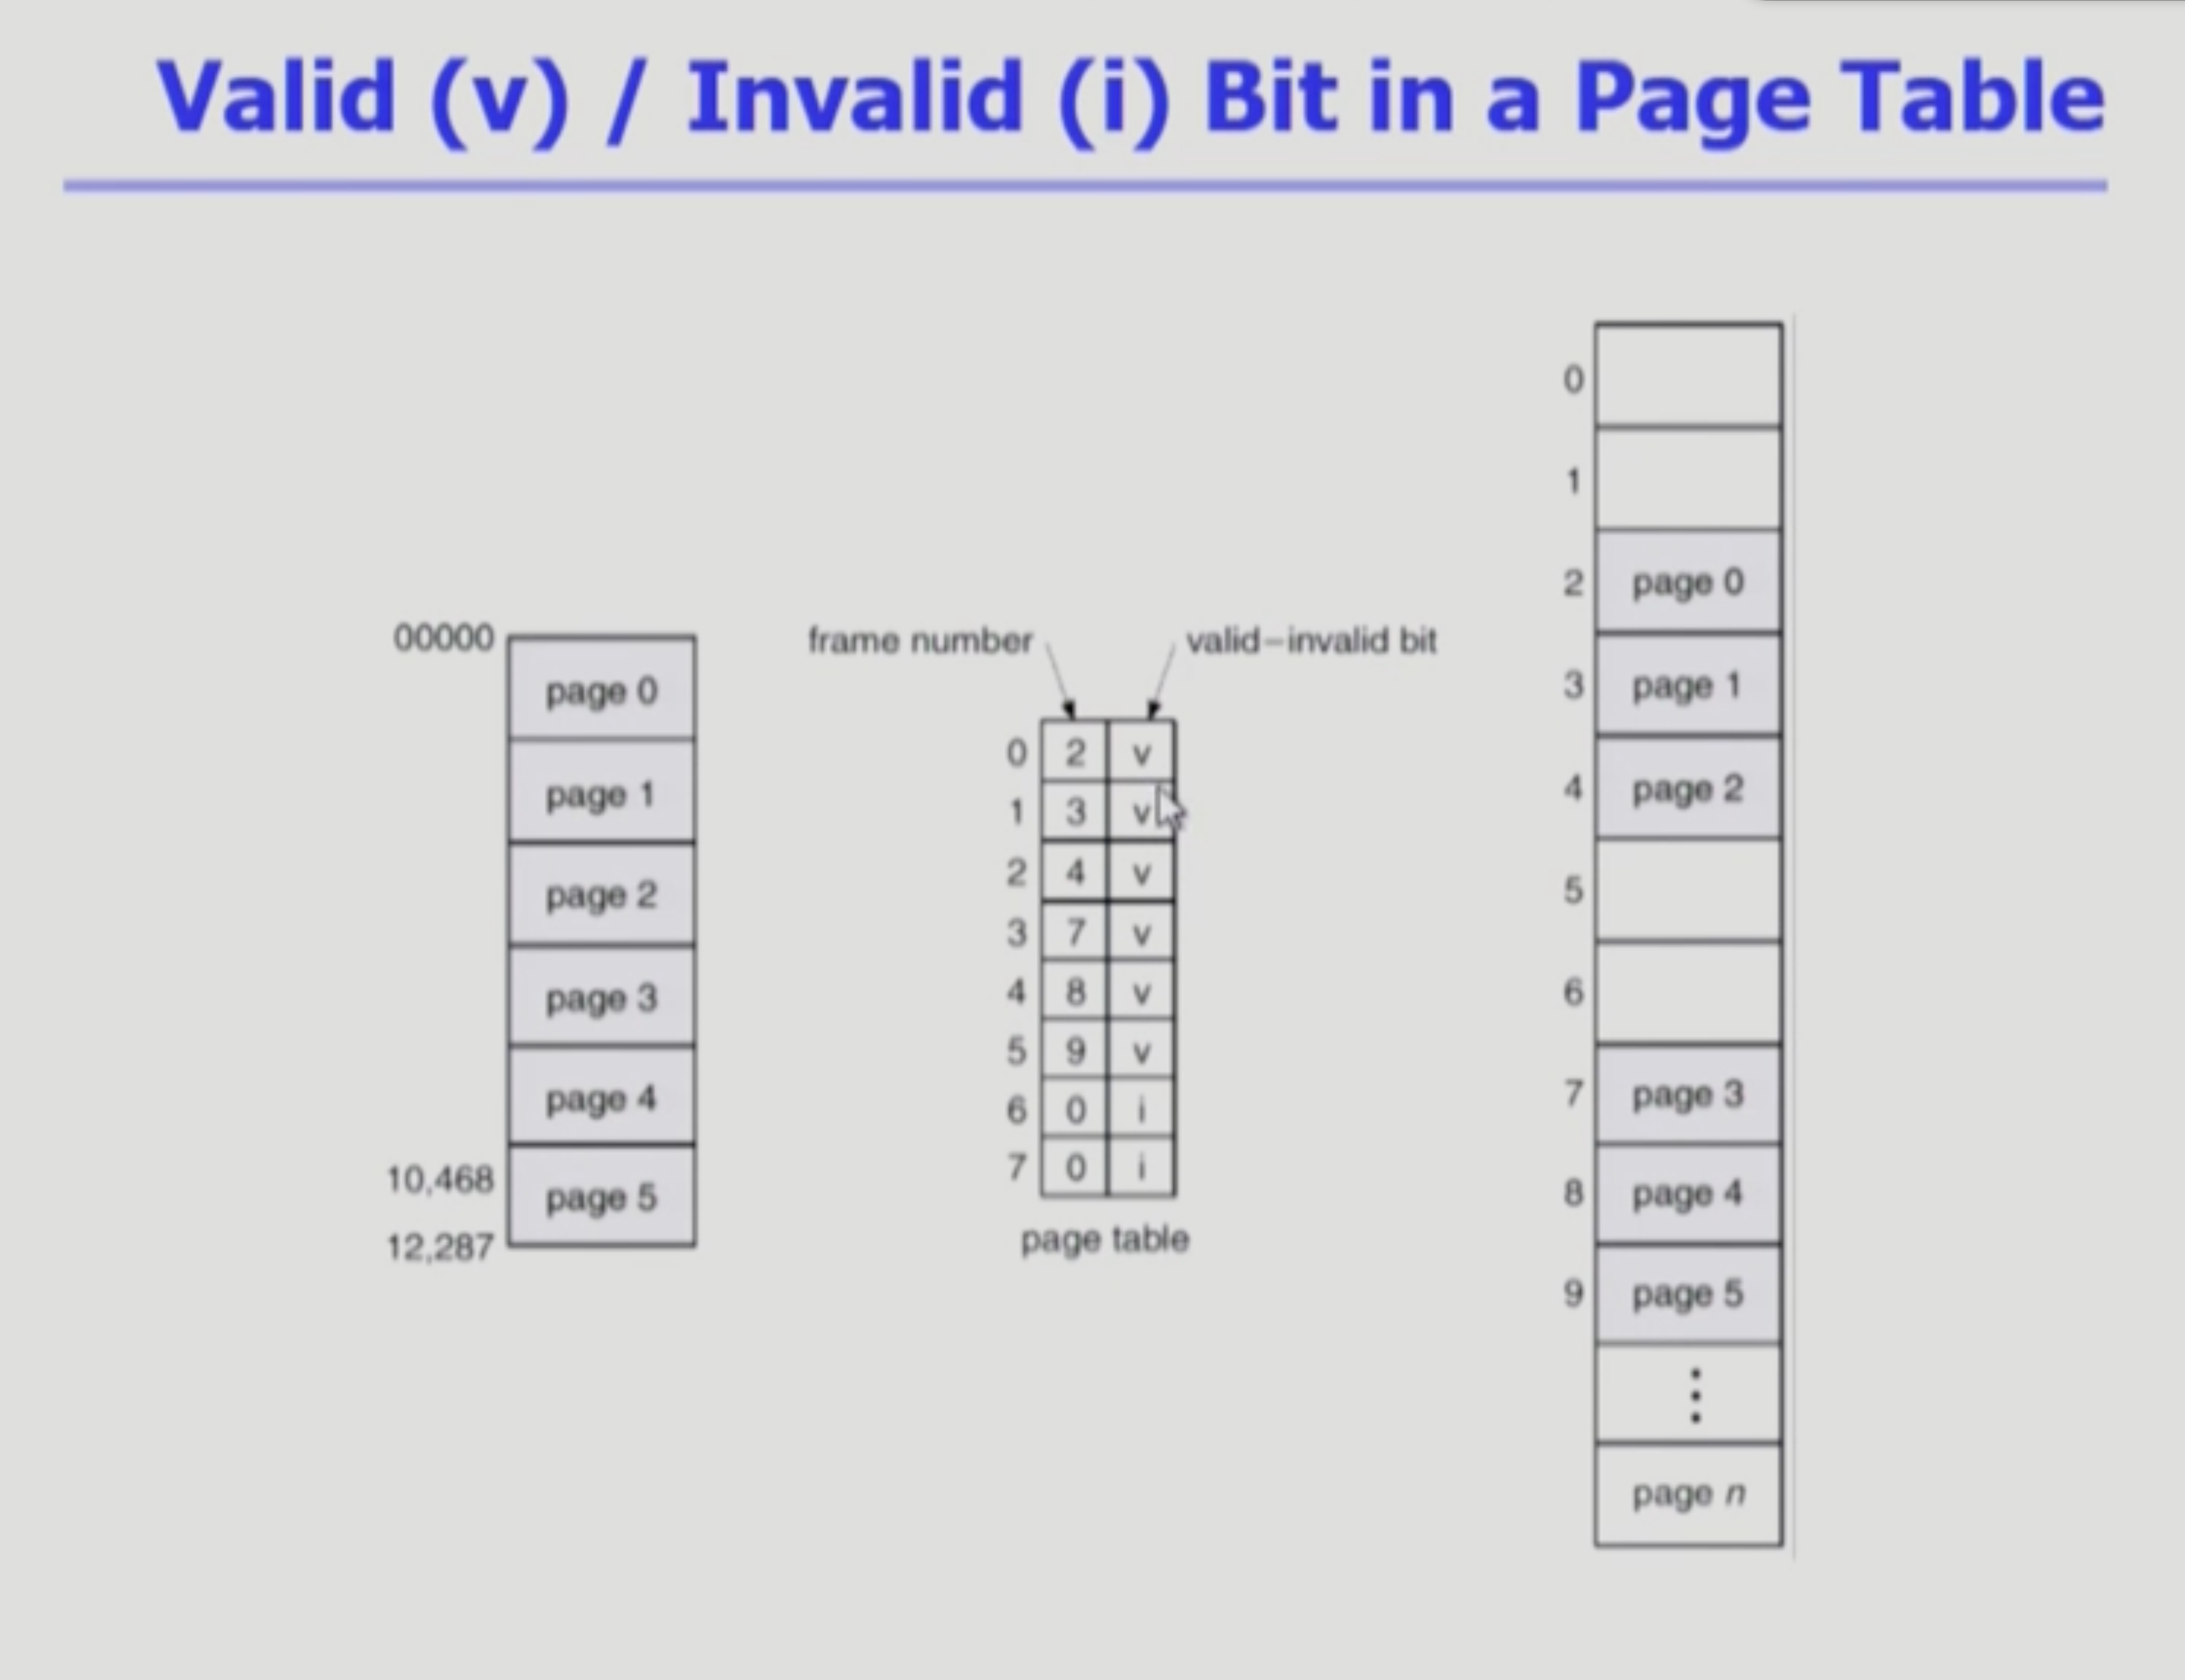 Valid (v) / Invalid (i) Bit in a Page Table
00000
page 0
page 1
page 2
page 3
page 4
10,468
page 5
12,287
frame number
valid–invalid bit
0 2 v
1 3 v
2 4 v
3 7 v
4 8 v
5 9 v
6 0 i
7 0 i
page table
0
1
2 page 0
3 page 1
4 page 2
5
6
7 page 3
8 page 4
9 page 5
⋮
page n